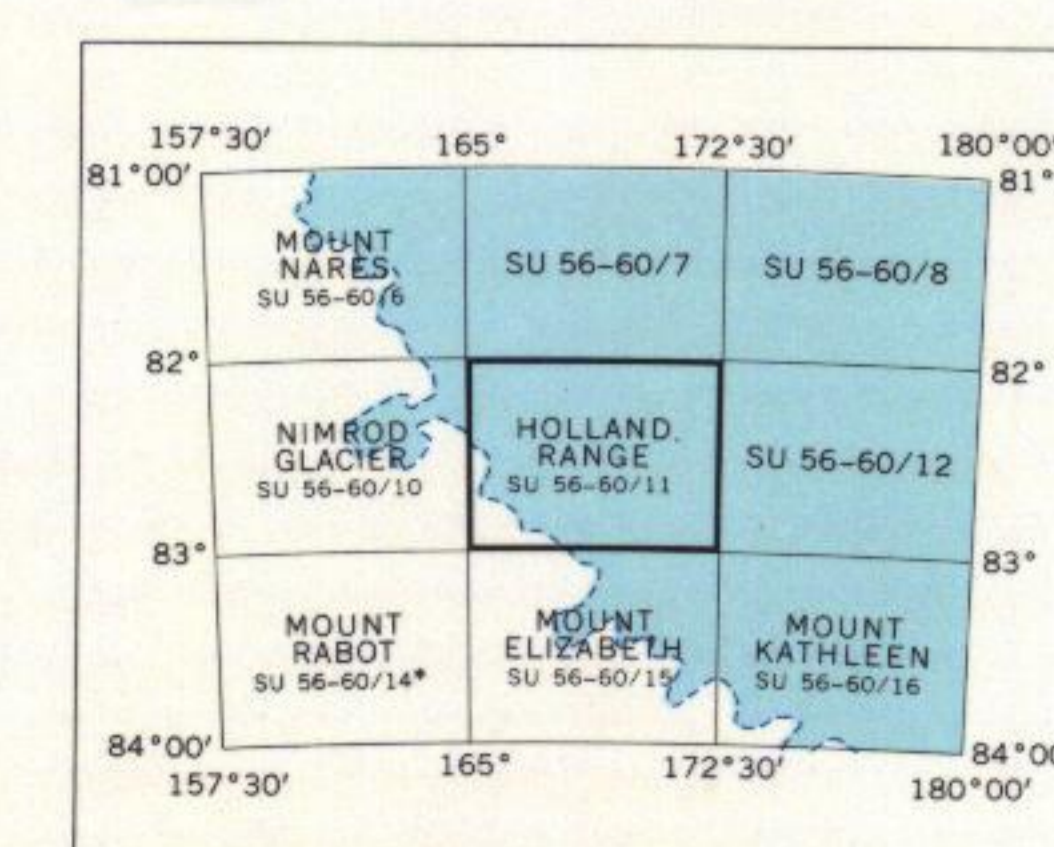 157°30′ 165° 172°30′ 180°00′
81°00′ 81°
MOUNT
NARES
SU 56-60/6
SU 56-60/7
SU 56-60/8
82° 82°
NIMROD
GLACIER
SU 56-60/10
HOLLAND
RANGE
SU 56-60/11
SU 56-60/12
83° 83°
MOUNT
RABOT
SU 56-60/14*
MOUNT
ELIZABETH
SU 56-60/15
MOUNT
KATHLEEN
SU 56-60/16
84°00′ 84°00
157°30′ 165° 172°30′ 180°00′